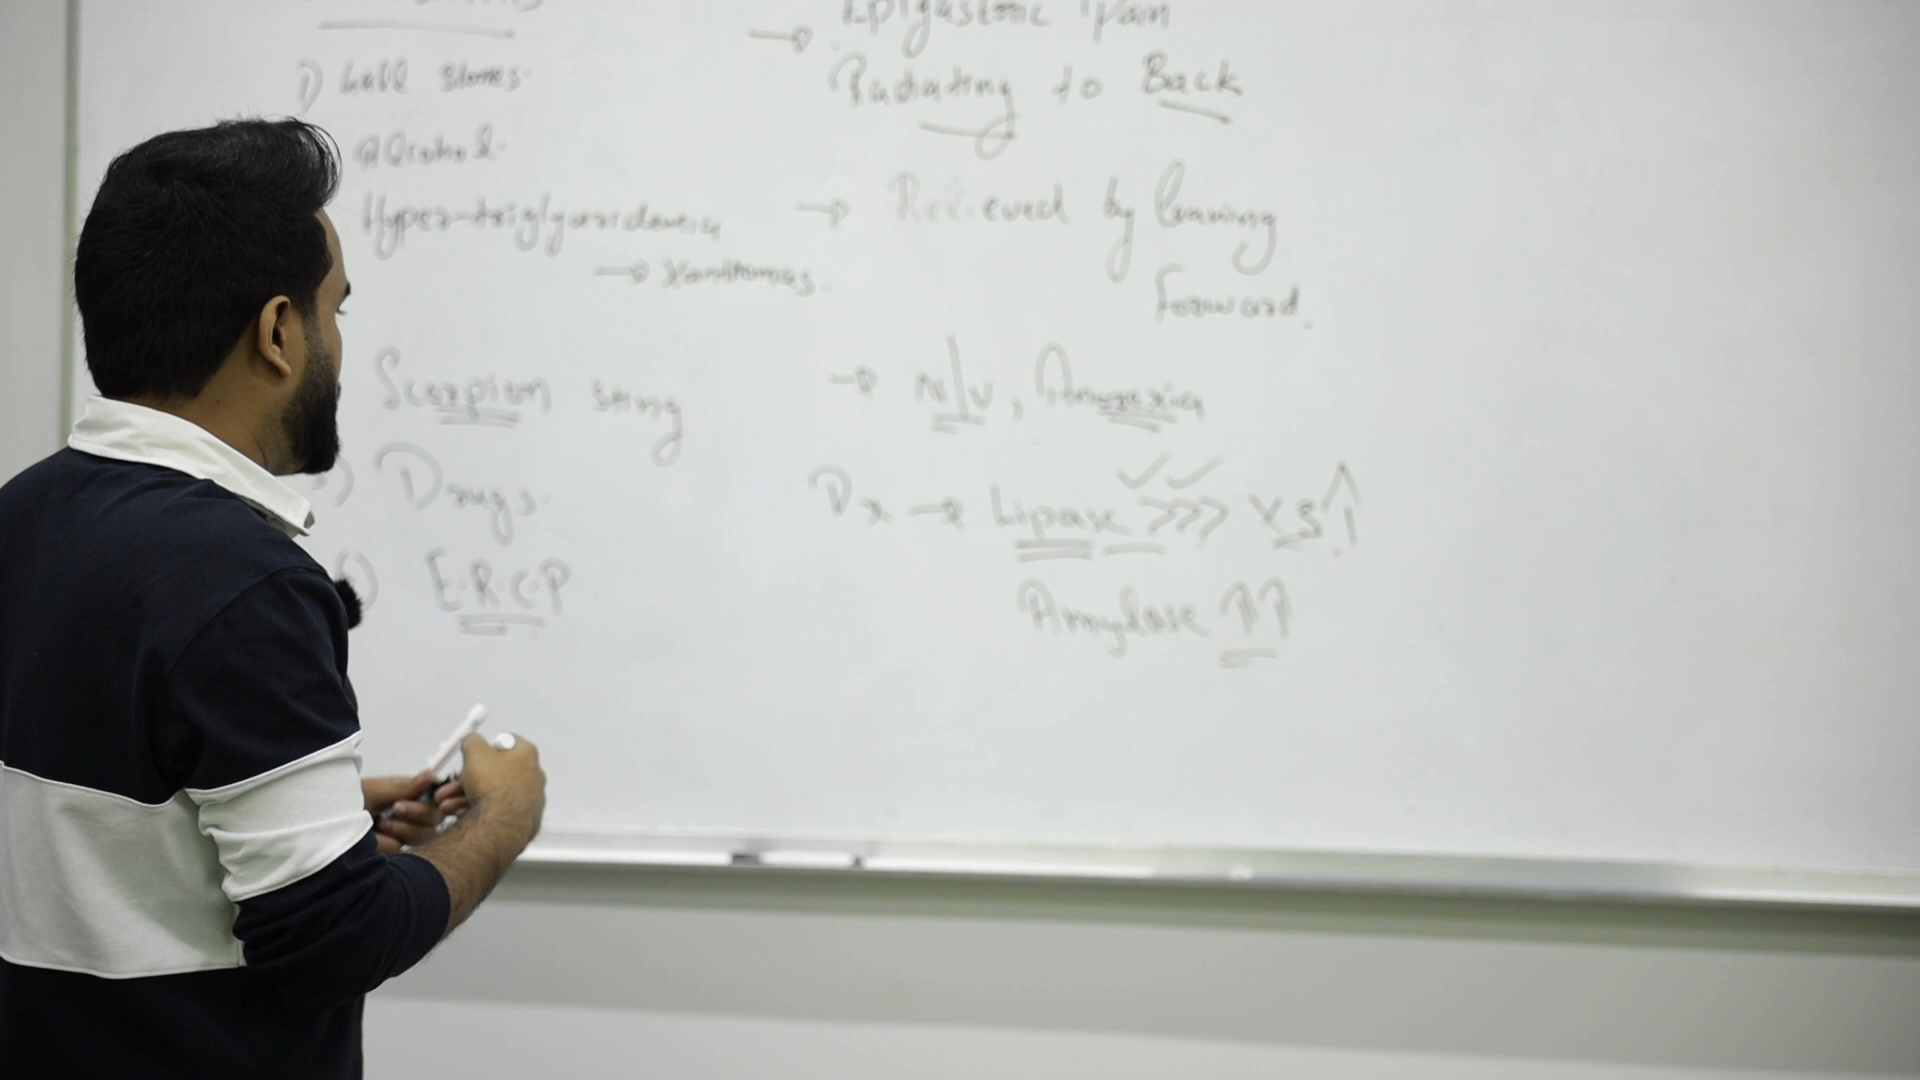 1) Gall stones.
Alcohol.
Hyper-triglyceridemia
→ Xanthomas.
Scorpion sting
) Drugs.
) E.R.C.P
→ Epigastric Pain
Radiating to Back
→ Relieved by leaning
forward.
→ N/V, Anorexia
Dx → Lipase >>>
Amylase ↑↑